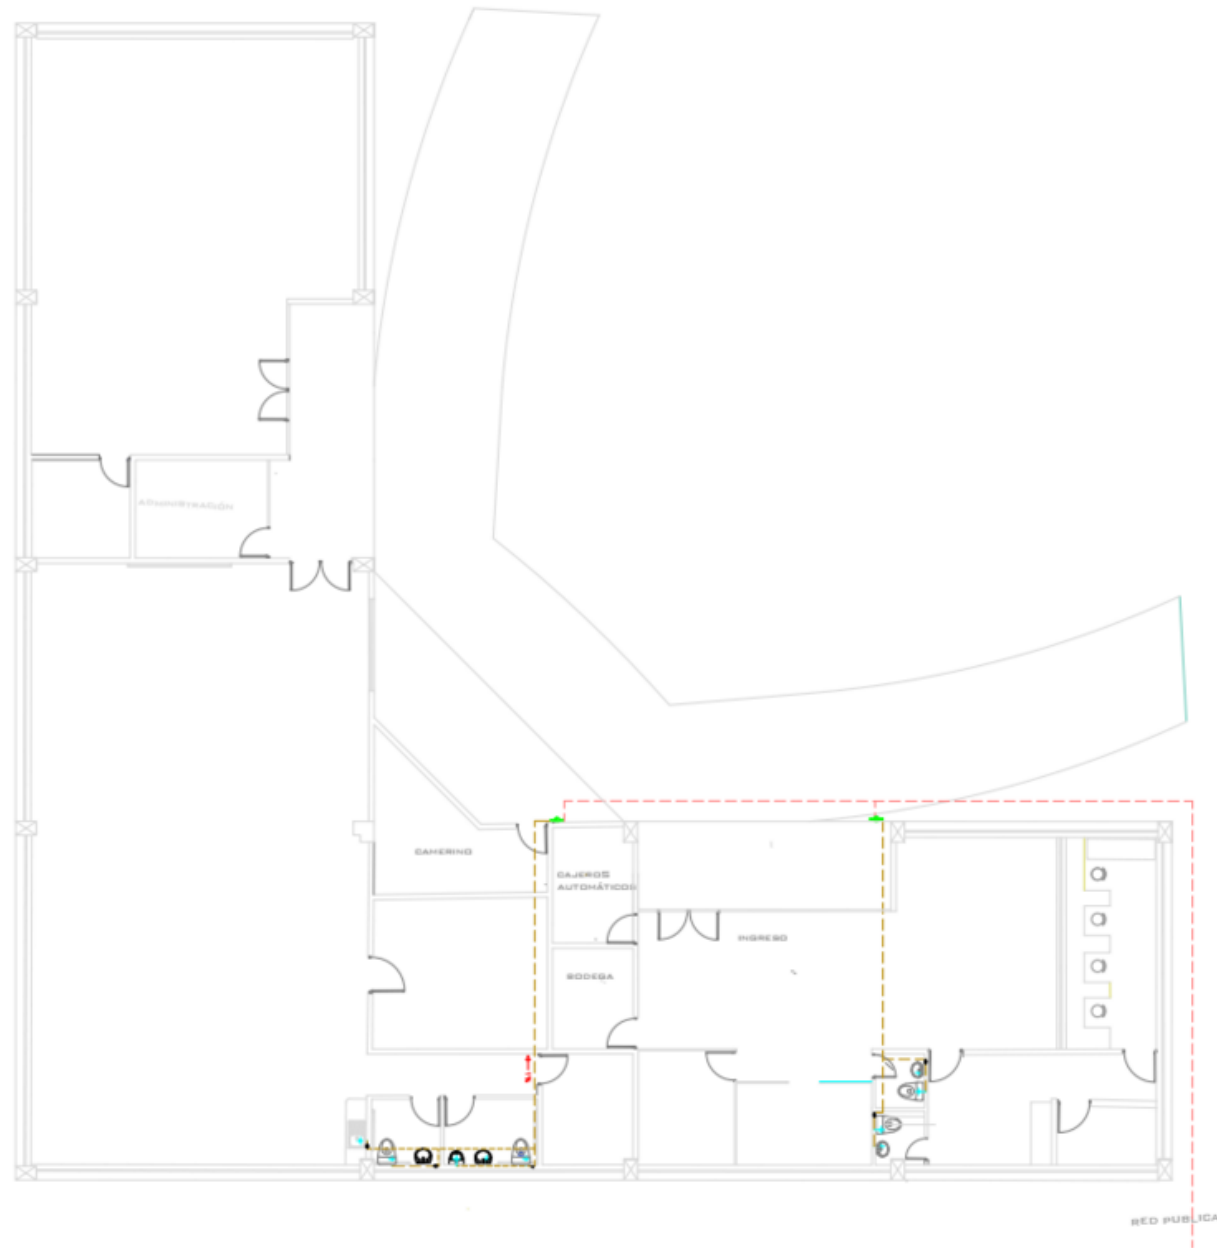 ADMINISTRACIÓN
CAMERINO
CAJEROS
AUTOMÁTICOS
INGRESO
BODEGA
RED PUBLICA